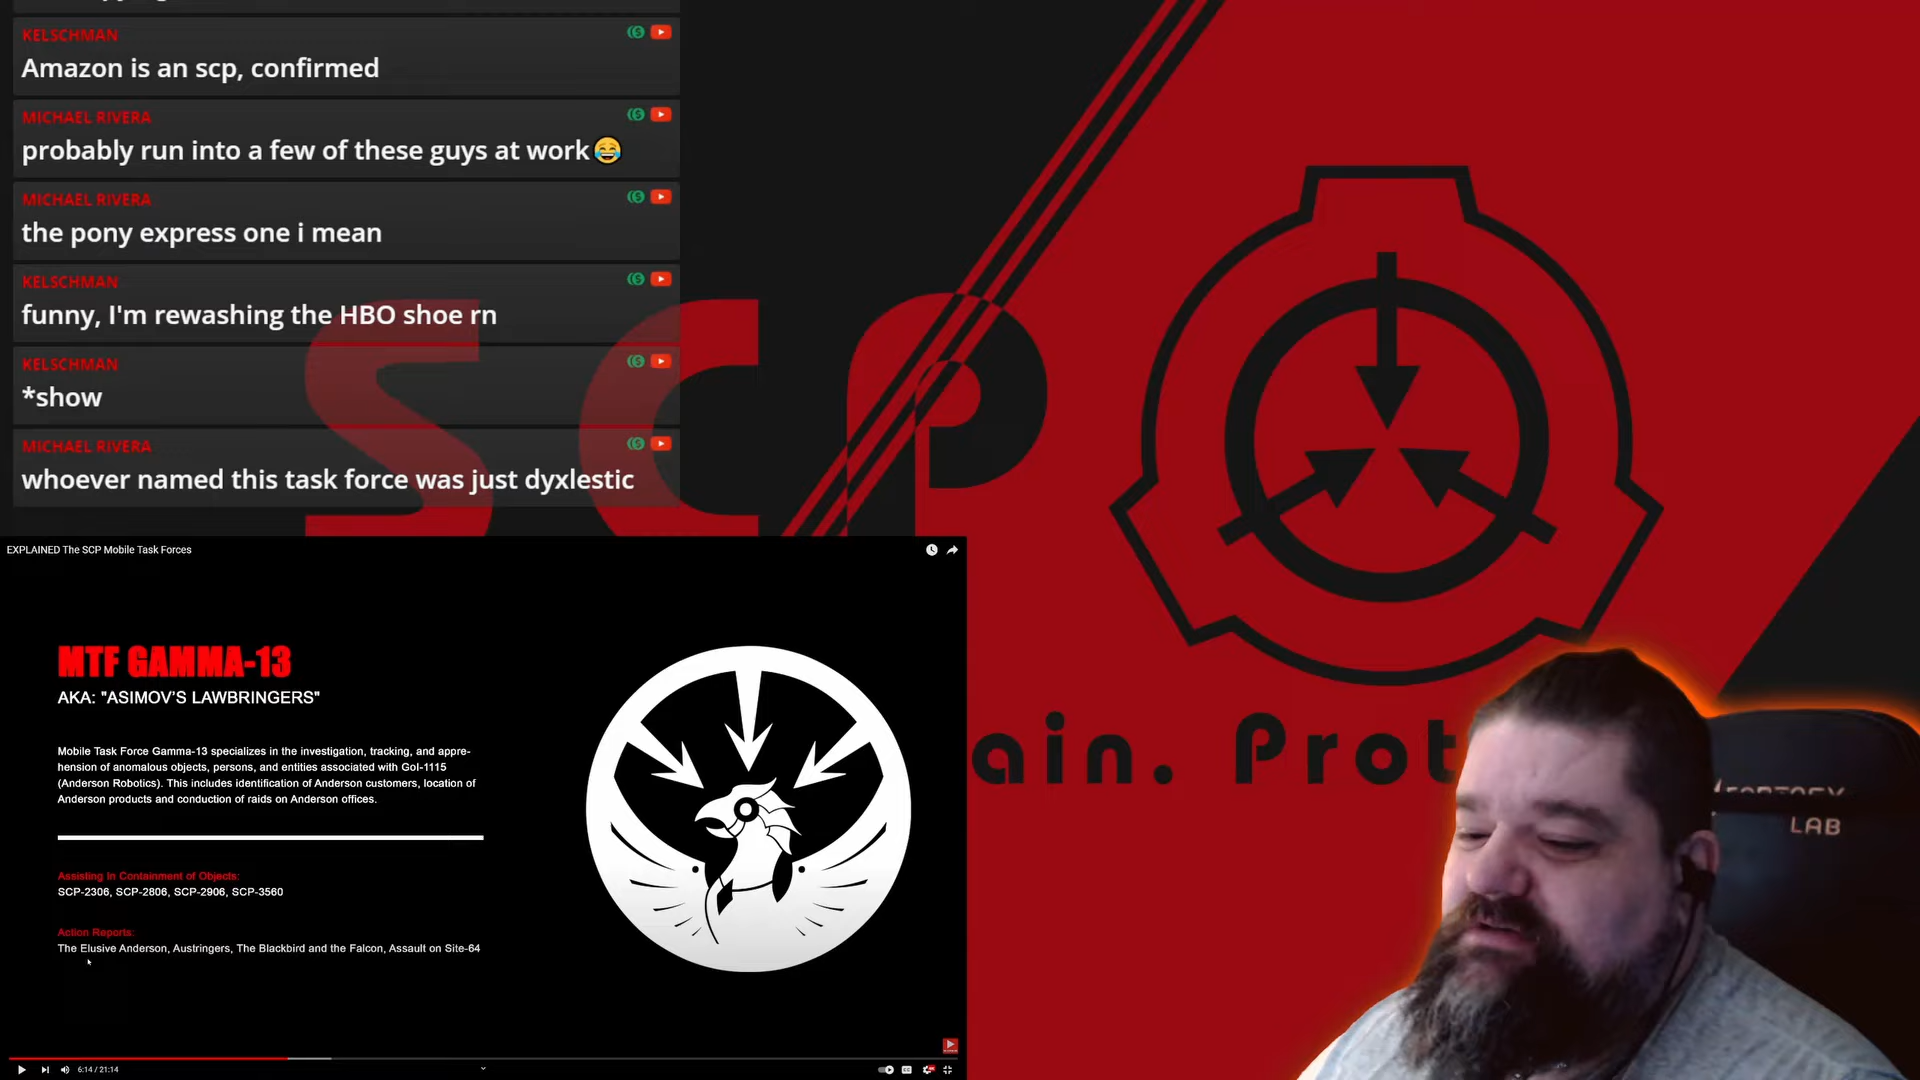 KELSCHMAN
Amazon is an scp, confirmed
MICHAEL RIVERA
probably run into a few of these guys at work😂
MICHAEL RIVERA
the pony express one i mean
KELSCHMAN
funny, I'm rewashing the HBO shoe rn
KELSCHMAN
*show
MICHAEL RIVERA
whoever named this task force was just dyxlestic
SCP
ain. Prot
LAB
EXPLAINED The SCP Mobile Task Forces
MTF GAMMA-13
AKA: "ASIMOV'S LAWBRINGERS"
Mobile Task Force Gamma-13 specializes in the investigation, tracking, and appre-
hension of anomalous objects, persons, and entities associated with GoI-1115
(Anderson Robotics). This includes identification of Anderson customers, location of
Anderson products and conduction of raids on Anderson offices.
Assisting In Containment of Objects:
SCP-2306, SCP-2806, SCP-2906, SCP-3560
Action Reports:
The Elusive Anderson, Austringers, The Blackbird and the Falcon, Assault on Site-64
6:14 / 21:14